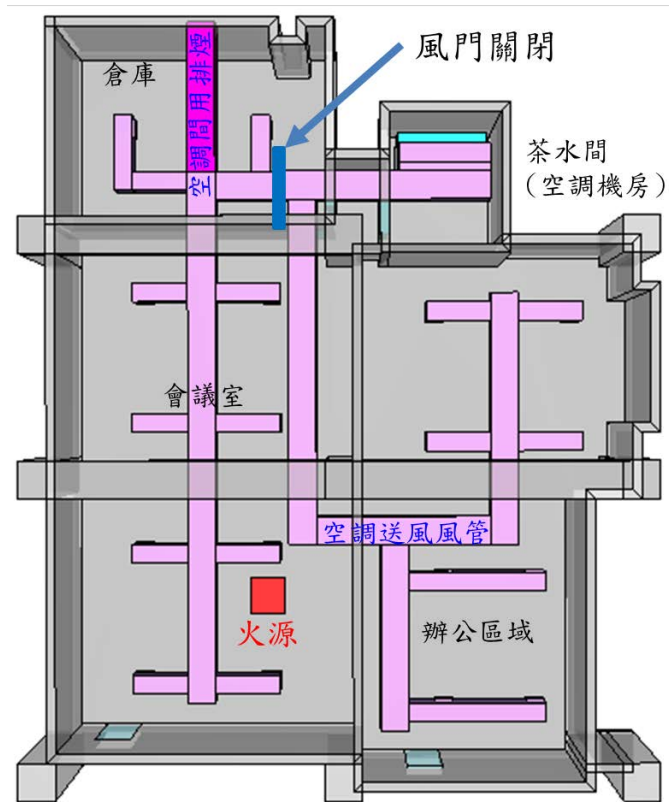 倉庫
空調間用排煙
風門關閉
茶水間
(空調機房)
會議室
空調送風風管
火源
辦公區域